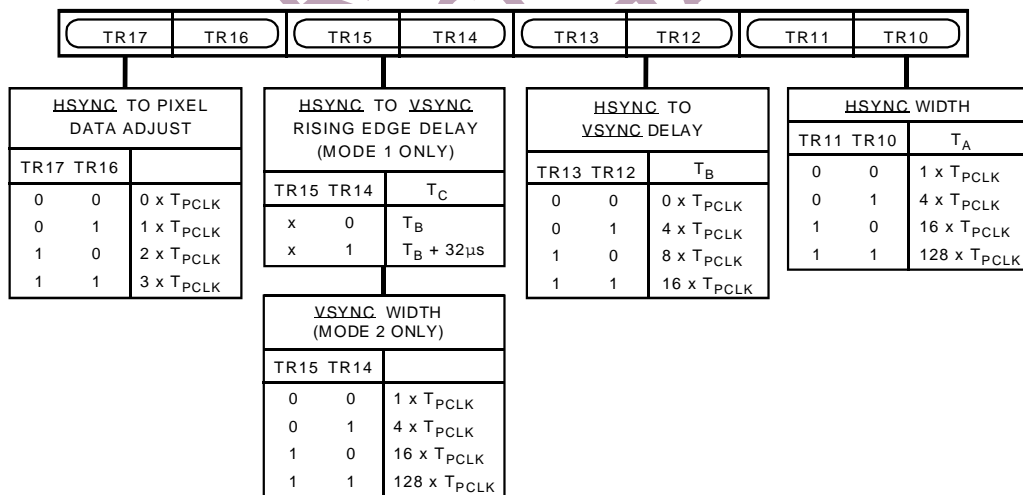 TR17 TR16 TR15 TR14 TR13 TR12 TR11 TR10
HSYNC TO PIXEL
DATA ADJUST
TR17 TR16
0 0 0 x TPCLK
0 1 1 x TPCLK
1 0 2 x TPCLK
1 1 3 x TPCLK
HSYNC TO VSYNC
RISING EDGE DELAY
(MODE 1 ONLY)
TR15 TR14 TC
x 0 TB
x 1 TB + 32µs
VSYNC WIDTH
(MODE 2 ONLY)
TR15 TR14
0 0 1 x TPCLK
0 1 4 x TPCLK
1 0 16 x TPCLK
1 1 128 x TPCLK
HSYNC TO
VSYNC DELAY
TR13 TR12 TB
0 0 0 x TPCLK
0 1 4 x TPCLK
1 0 8 x TPCLK
1 1 16 x TPCLK
HSYNC WIDTH
TR11 TR10 TA
0 0 1 x TPCLK
0 1 4 x TPCLK
1 0 16 x TPCLK
1 1 128 x TPCLK